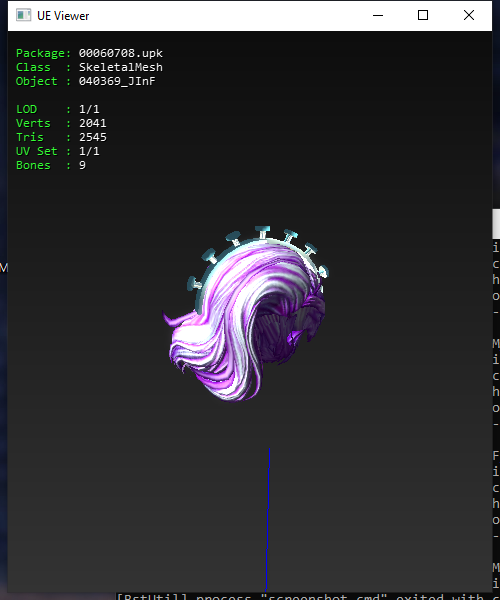 UE Viewer
Package: 00060708.upk
Class : SkeletalMesh
Object : 040369_JInF
LOD : 1/1
Verts : 2041
Tris : 2545
UV Set : 1/1
Bones : 9
M
i
c
h
o
-
M
i
c
h
o
-
F
i
c
h
o
-
M
i
[BstUtil] process "screenshot.cmd" exited with c